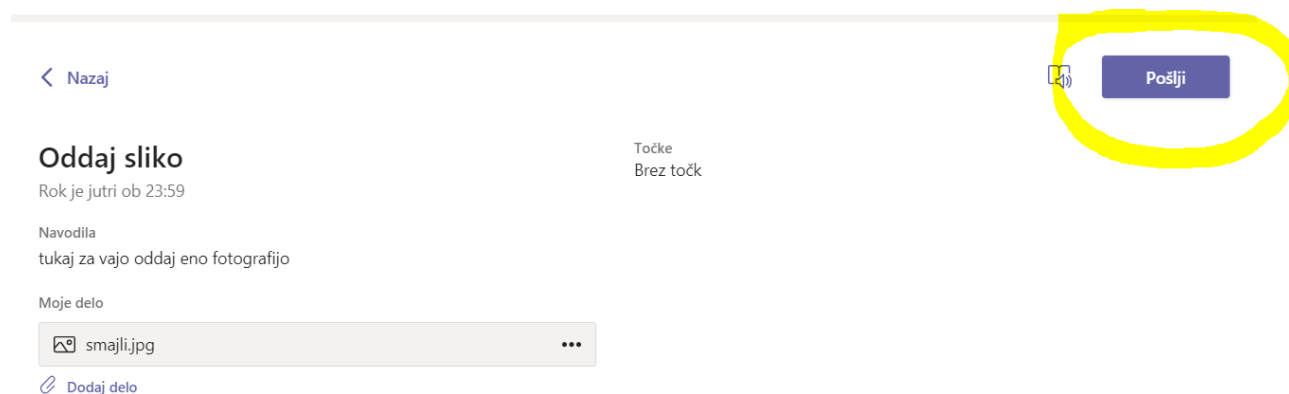 Nazaj
Pošlji
Oddaj sliko
Rok je jutri ob 23:59
Točke
Brez točk
Navodila
tukaj za vajo oddaj eno fotografijo
Moje delo
smajli.jpg
Dodaj delo